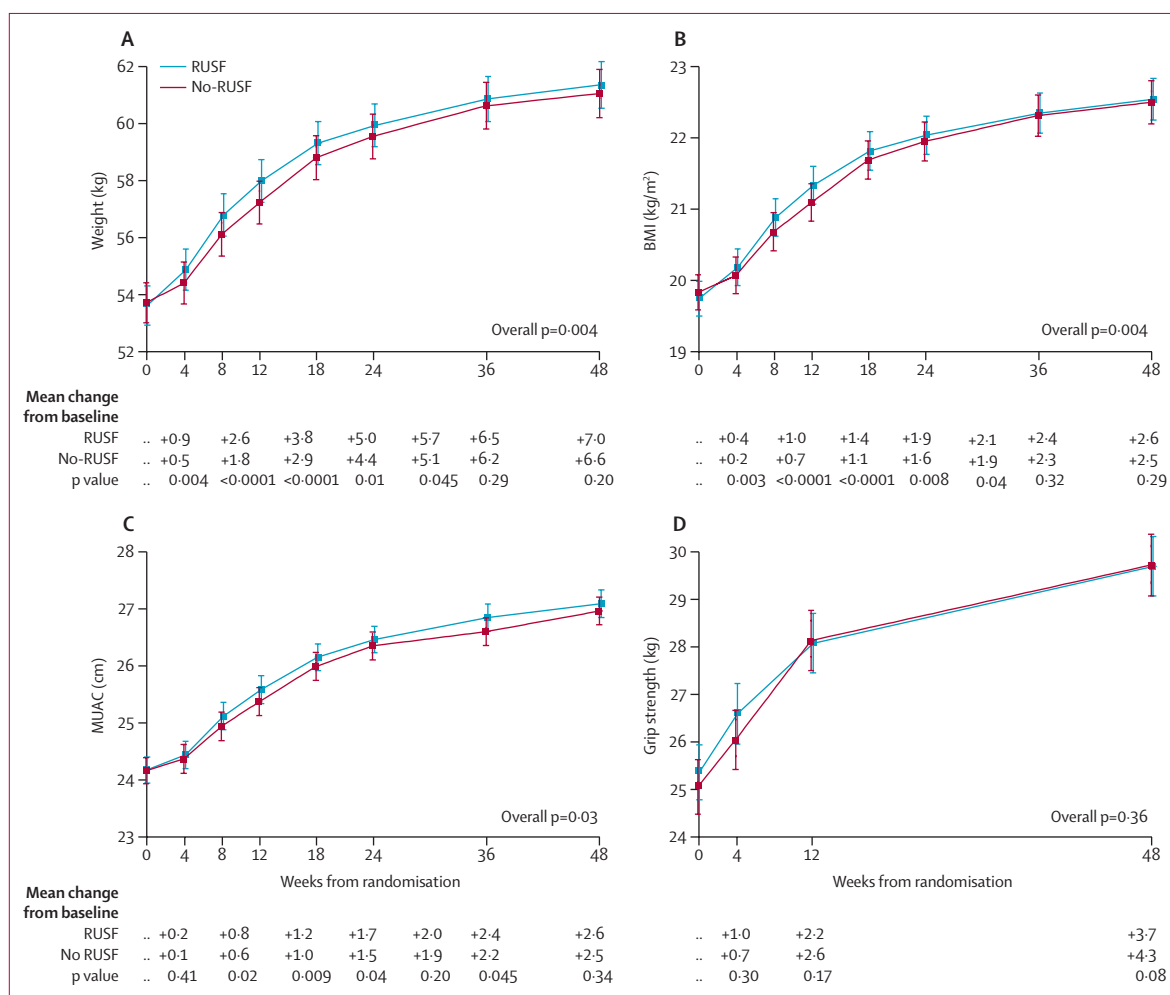 A
RUSF
No-RUSF
62
60
58
56
54
52
Weight (kg)
Overall p=0·004
0 4 8 12 18 24 36 48
B
23
22
21
20
19
BMI (kg/m²)
Overall p=0·004
0 4 8 12 18 24 36 48
Mean change
from baseline
RUSF .. +0·9 +2·6 +3·8 +5·0 +5·7 +6·5 +7·0 .. +0·4 +1·0 +1·4 +1·9 +2·1 +2·4 +2·6
No-RUSF .. +0·5 +1·8 +2·9 +4·4 +5·1 +6·2 +6·6 .. +0·2 +0·7 +1·1 +1·6 +1·9 +2·3 +2·5
p value .. 0·004 <0·0001 <0·0001 0·01 0·045 0·29 0·20 .. 0·003 <0·0001 <0·0001 0·008 0·04 0·32 0·29
C
28
27
26
25
24
23
MUAC (cm)
Overall p=0·03
0 4 8 12 18 24 36 48
Weeks from randomisation
D
30
29
28
27
26
25
24
Grip strength (kg)
Overall p=0·36
0 4 12 48
Weeks from randomisation
Mean change
from baseline
RUSF .. +0·2 +0·8 +1·2 +1·7 +2·0 +2·4 +2·6 .. +1·0 +2·2 +3·7
No RUSF .. +0·1 +0·6 +1·0 +1·5 +1·9 +2·2 +2·5 .. +0·7 +2·6 +4·3
p value .. 0·41 0·02 0·009 0·04 0·20 0·045 0·34 .. 0·30 0·17 0·08